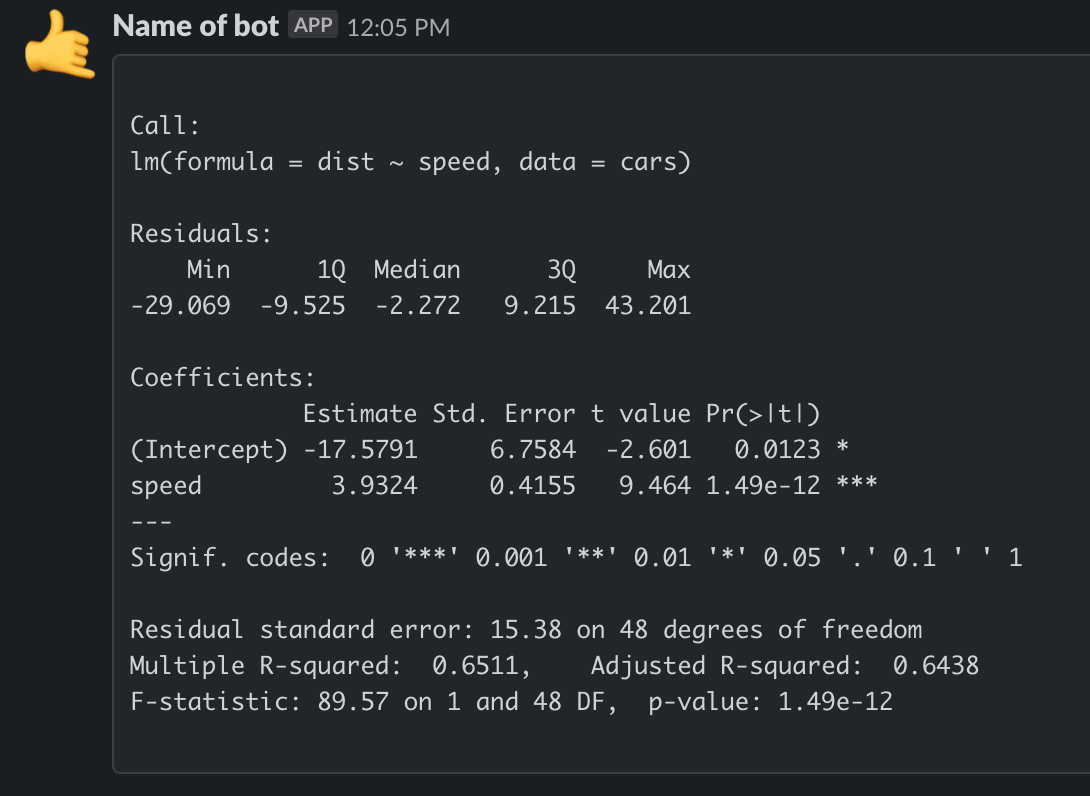 Name of bot APP 12:05 PM
Call:
lm(formula = dist ~ speed, data = cars)
Residuals:
    Min      1Q  Median      3Q     Max
-29.069  -9.525  -2.272   9.215  43.201
Coefficients:
            Estimate Std. Error t value Pr(>|t|)
(Intercept) -17.5791     6.7584  -2.601   0.0123 *
speed         3.9324     0.4155   9.464 1.49e-12 ***
---
Signif. codes:  0 '***' 0.001 '**' 0.01 '*' 0.05 '.' 0.1 ' ' 1
Residual standard error: 15.38 on 48 degrees of freedom
Multiple R-squared:  0.6511,    Adjusted R-squared:  0.6438
F-statistic: 89.57 on 1 and 48 DF,  p-value: 1.49e-12